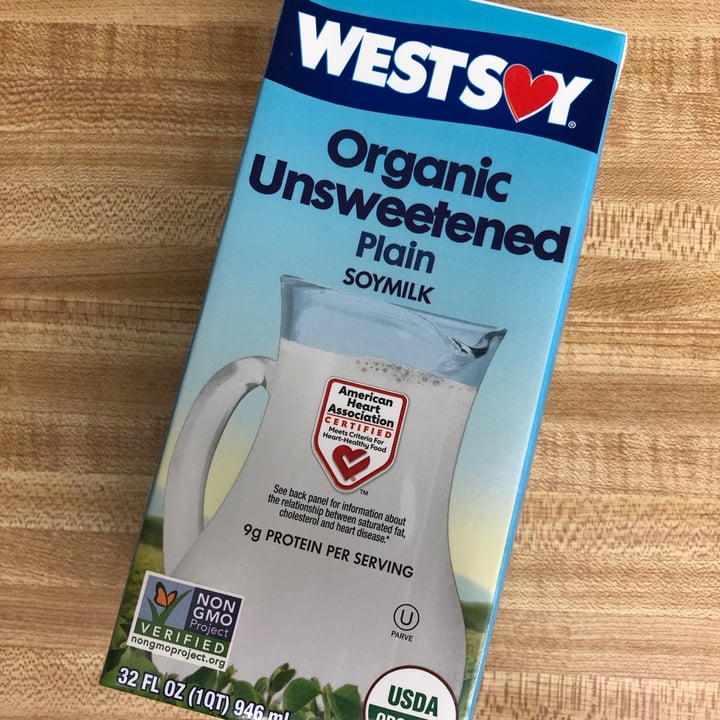 WESTSOY®
Organic
Unsweetened
Plain
SOYMILK
American
Heart
Association
CERTIFIED
Meets Criteria For
Heart-Healthy Food
TM
See back panel for information about
the relationship between saturated fat,
cholesterol and heart disease.*
9g PROTEIN PER SERVING
U
PARVE
NON
GMO
Project
VERIFIED
nongmoproject.org
32 FL OZ (1QT) 946 ml
USDA